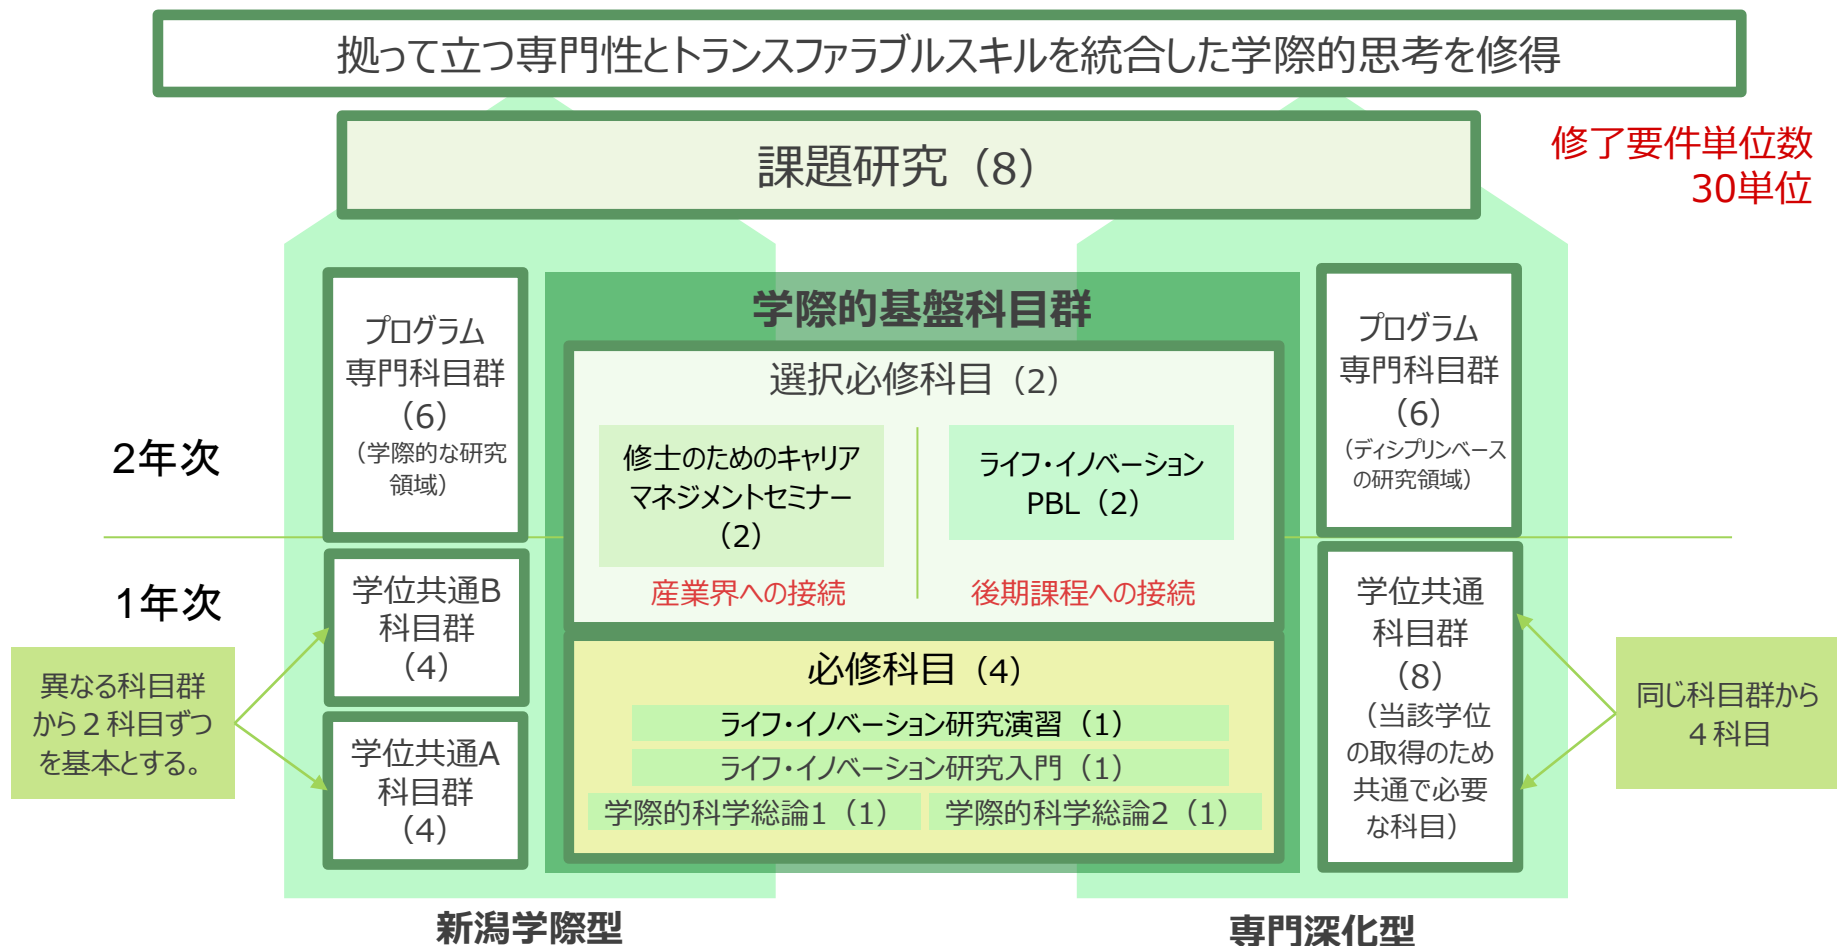 拠って立つ専門性とトランスファラブルスキルを統合した学際的思考を修得
課題研究（8）
修了要件単位数
30単位
学際的基盤科目群
プログラム
専門科目群
（6）
（学際的な研究
領域）
選択必修科目（2）
修士のためのキャリア
マネジメントセミナー
（2）
産業界への接続
ライフ・イノベーション
PBL（2）
後期課程への接続
プログラム
専門科目群
（6）
（ディシプリンベース
の研究領域）
2年次
1年次
学位共通B
科目群
（4）
学位共通A
科目群
（4）
異なる科目群
から２科目ずつ
を基本とする。
必修科目（4）
ライフ・イノベーション研究演習（1）
ライフ・イノベーション研究入門（1）
学際的科学総論1（1）
学際的科学総論2（1）
学位共通
科目群
（8）
（当該学位
の取得のため
共通で必要
な科目）
同じ科目群から
４科目
新潟学際型
専門深化型